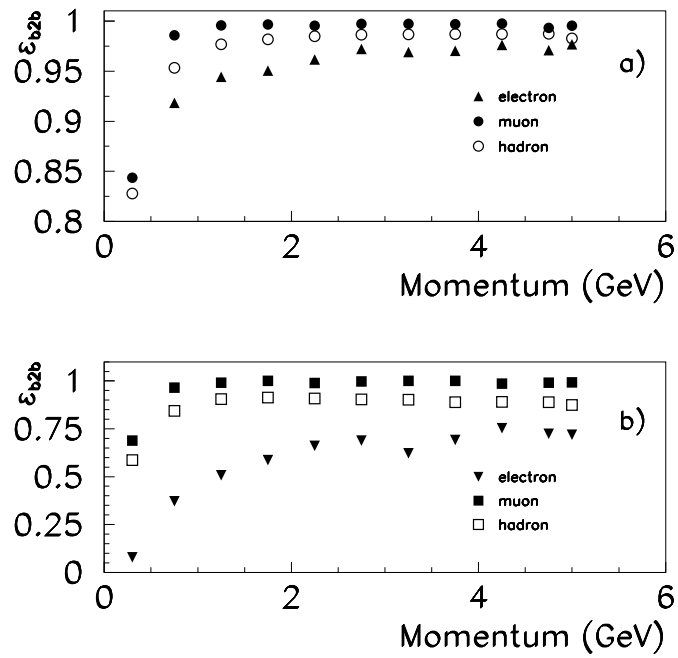 ε_b2b
1
0.95
0.9
0.85
0.8
a)
electron
muon
hadron
0 2 4 6
Momentum (GeV)
ε_b2b
1
0.75
0.5
0.25
0
b)
electron
muon
hadron
0 2 4 6
Momentum (GeV)